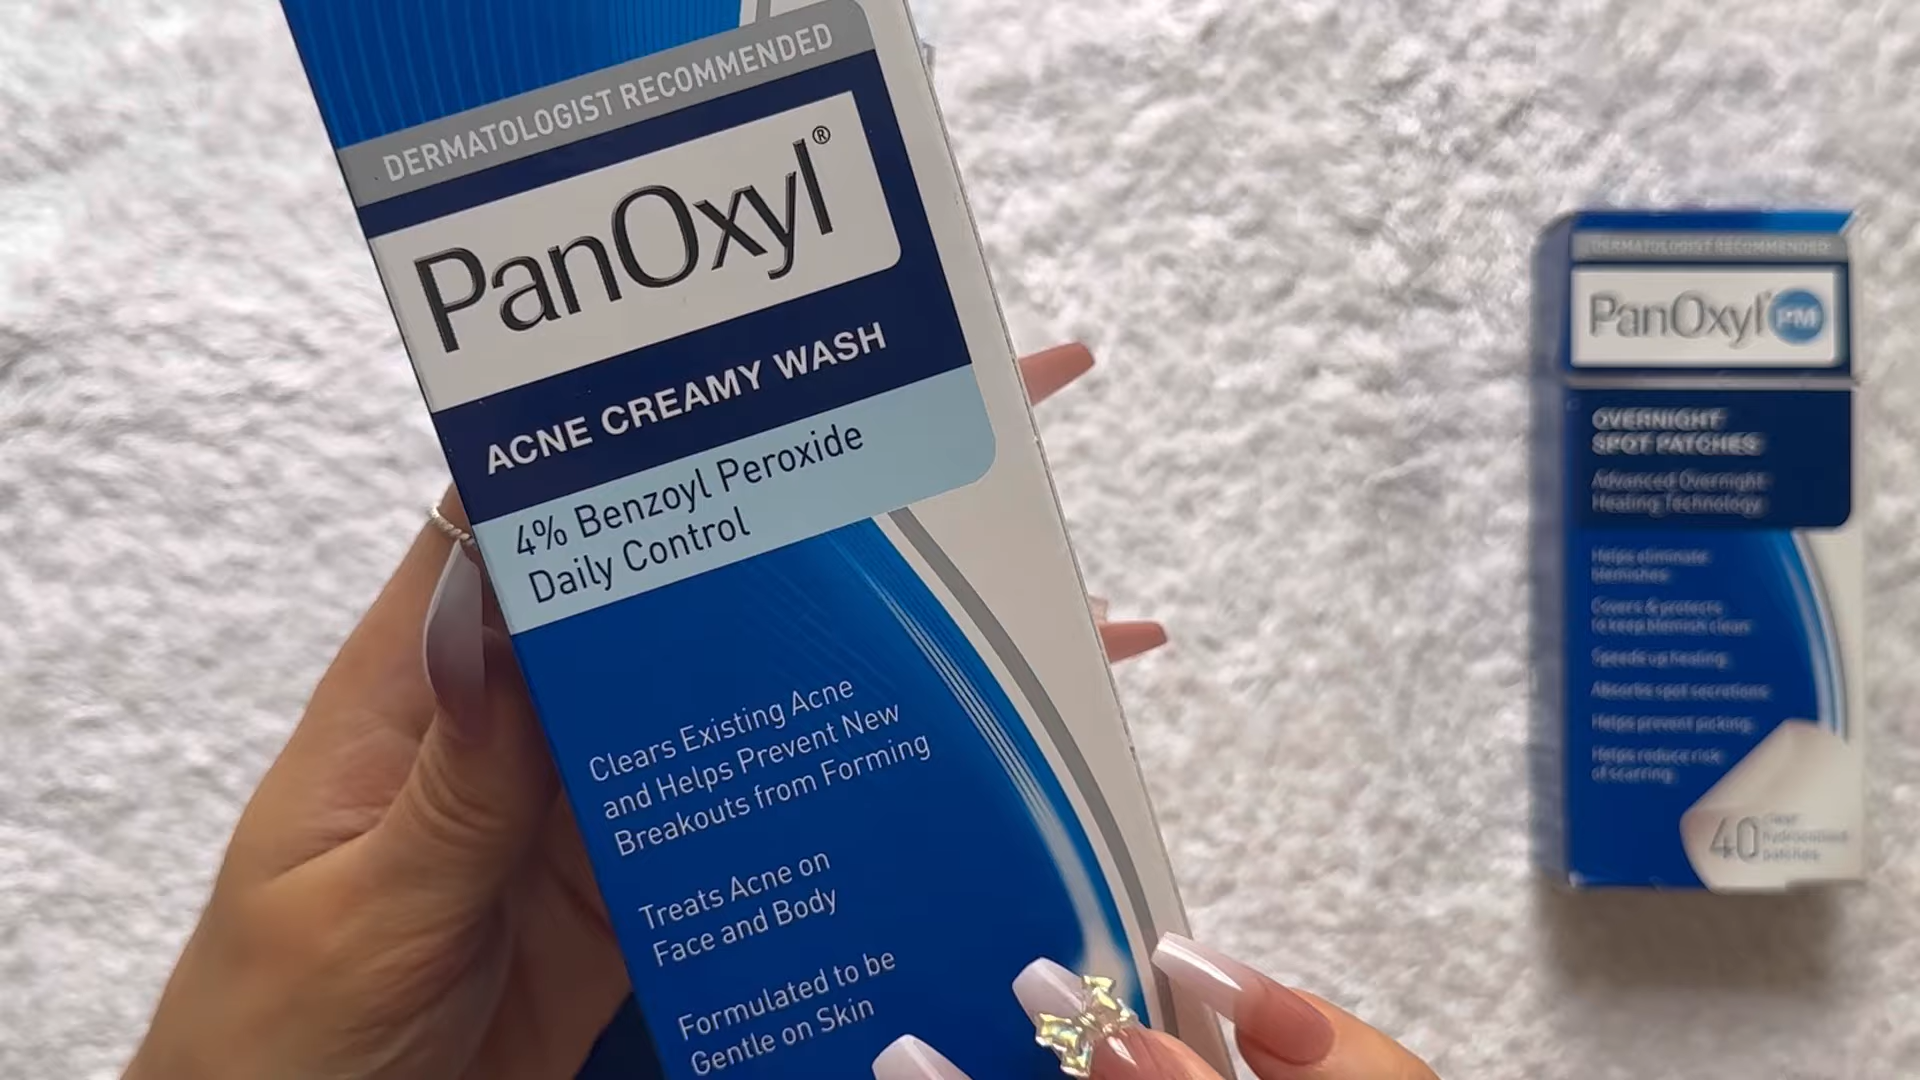 DERMATOLOGIST RECOMMENDED
PanOxyl®
ACNE CREAMY WASH
4% Benzoyl Peroxide
Daily Control
Clears Existing Acne
and Helps Prevent New
Breakouts from Forming
Treats Acne on
Face and Body
Formulated to be
Gentle on Skin
DERMATOLOGIST RECOMMENDED
PanOxyl PM
OVERNIGHT
SPOT PATCHES
Advanced Overnight
Healing Technology
Helps eliminate
blemishes
Covers & protects
to keep blemish clean
Speeds up healing
Absorbs spot secretions
Helps prevent picking
Helps reduce risk
of scarring
40
clear
hydrocolloid
patches